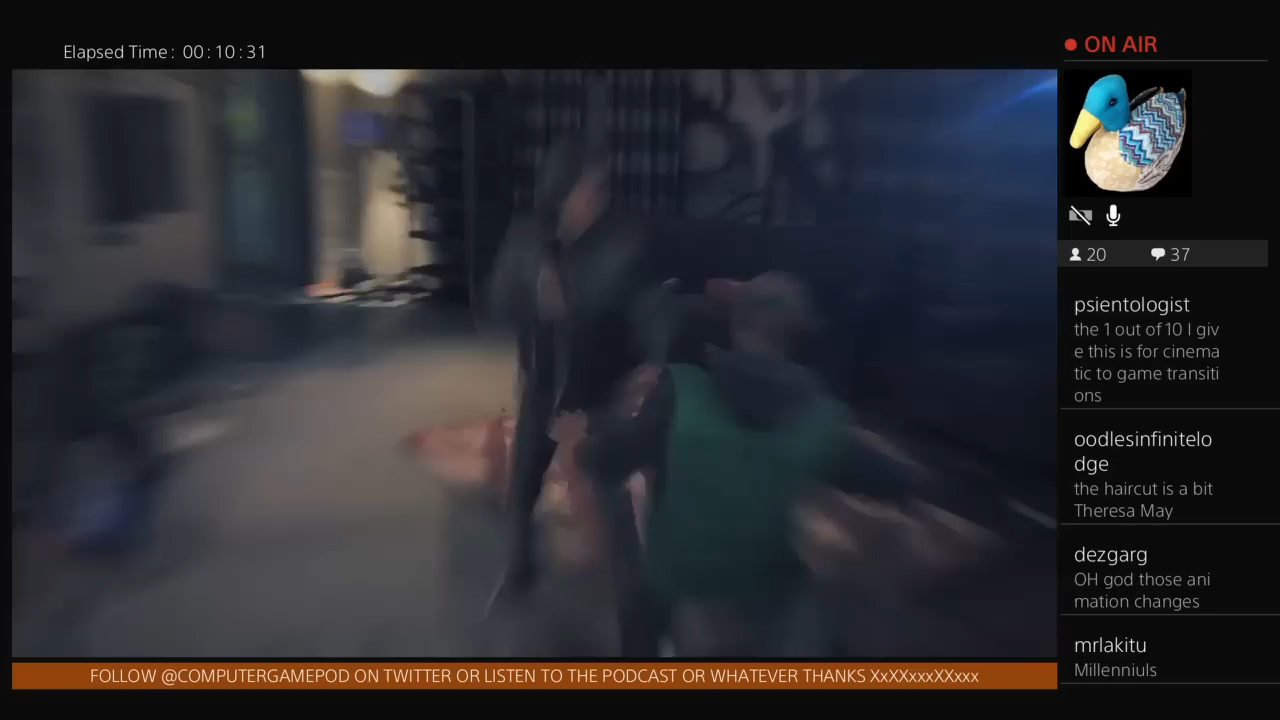 Elapsed Time: 00:10:31
ON AIR
20 37
psientologist
the 1 out of 10 I giv
e this is for cinema
tic to game transiti
ons
oodlesinfinitelo
dge
the haircut is a bit
Theresa May
dezgarg
OH god those ani
mation changes
mrlakitu
Millenniuls
FOLLOW @COMPUTERGAMEPOD ON TWITTER OR LISTEN TO THE PODCAST OR WHATEVER THANKS XxXXxxxXXxxx